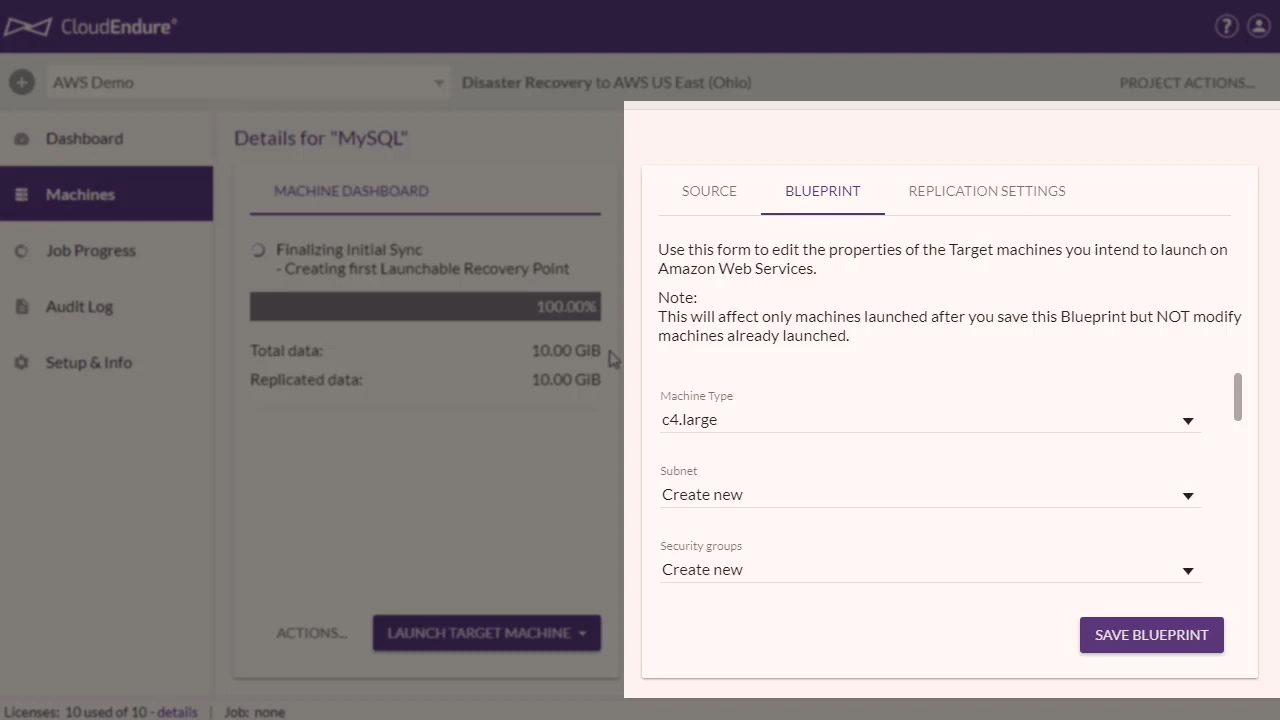 CloudEndure®
AWS Demo
Disaster Recovery to AWS US East (Ohio)
PROJECT ACTIONS...
Dashboard
Machines
Job Progress
Audit Log
Setup & Info
Details for "MySQL"
MACHINE DASHBOARD
Finalizing Initial Sync
- Creating first Launchable Recovery Point
100.00%
Total data: 10.00 GiB
Replicated data: 10.00 GiB
ACTIONS...
LAUNCH TARGET MACHINE
SOURCE
BLUEPRINT
REPLICATION SETTINGS
Use this form to edit the properties of the Target machines you intend to launch on
Amazon Web Services.
Note:
This will affect only machines launched after you save this Blueprint but NOT modify
machines already launched.
Machine Type
c4.large
Subnet
Create new
Security groups
Create new
SAVE BLUEPRINT
Licenses: 10 used of 10 - details | Job: none